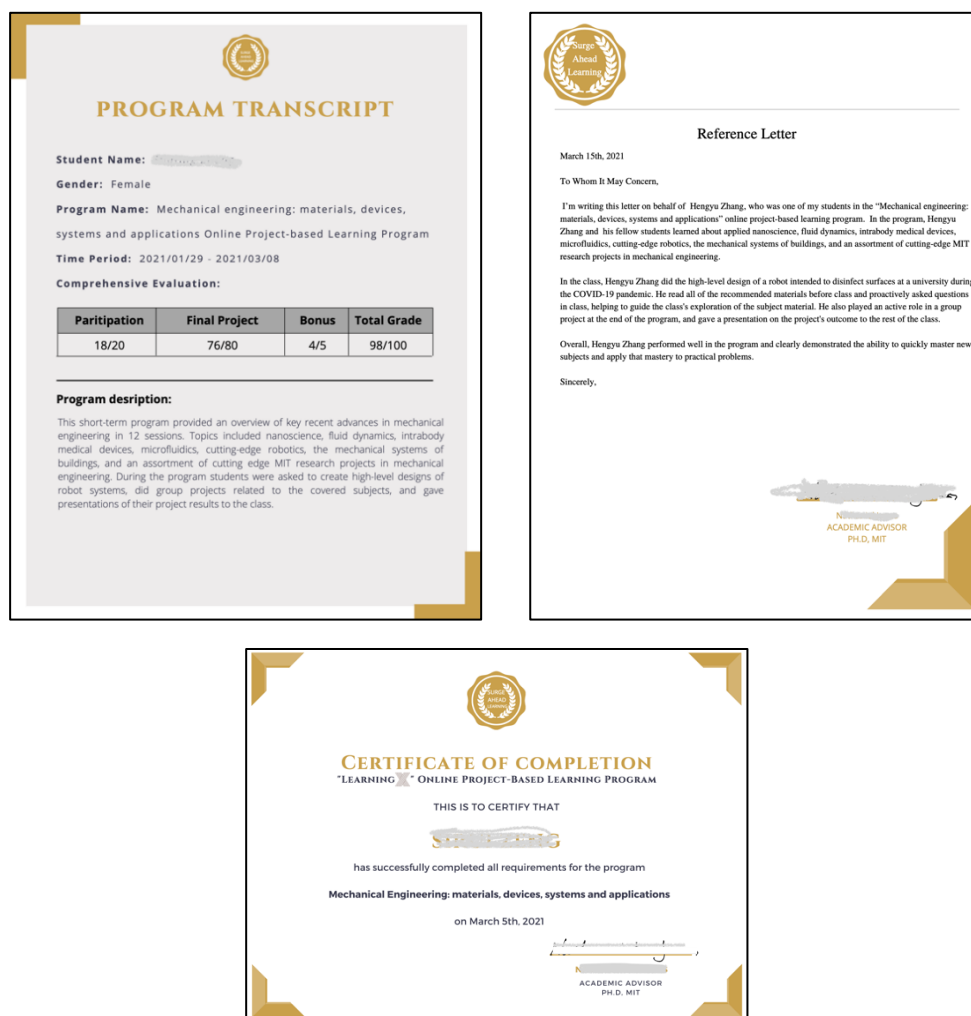 SURGE
AHEAD
LEARNING
PROGRAM TRANSCRIPT
Student Name:
Gender: Female
Program Name: Mechanical engineering: materials, devices,
systems and applications Online Project-based Learning Program
Time Period: 2021/01/29 - 2021/03/08
Comprehensive Evaluation:
Paritipation Final Project Bonus Total Grade
18/20 76/80 4/5 98/100
Program desription:
This short-term program provided an overview of key recent advances in mechanical
engineering in 12 sessions. Topics included nanoscience, fluid dynamics, intrabody
medical devices, microfluidics, cutting-edge robotics, the mechanical systems of
buildings, and an assortment of cutting edge MIT research projects in mechanical
engineering. During the program students were asked to create high-level designs of
robot systems, did group projects related to the covered subjects, and gave
presentations of their project results to the class.
Surge
Ahead
Learning
Reference Letter
March 15th, 2021
To Whom It May Concern,
I'm writing this letter on behalf of Hengyu Zhang, who was one of my students in the "Mechanical engineering:
materials, devices, systems and applications" online project-based learning program. In the program, Hengyu
Zhang and his fellow students learned about applied nanoscience, fluid dynamics, intrabody medical devices,
microfluidics, cutting-edge robotics, the mechanical systems of buildings, and an assortment of cutting-edge MIT
research projects in mechanical engineering.
In the class, Hengyu Zhang did the high-level design of a robot intended to disinfect surfaces at a university during
the COVID-19 pandemic. He read all of the recommended materials before class and proactively asked questions
in class, helping to guide the class's exploration of the subject material. He also played an active role in a group
project at the end of the program, and gave a presentation on the project's outcome to the rest of the class.
Overall, Hengyu Zhang performed well in the program and clearly demonstrated the ability to quickly master new
subjects and apply that mastery to practical problems.
Sincerely,
N
ACADEMIC ADVISOR
PH.D, MIT
SURGE
AHEAD
LEARNING
CERTIFICATE OF COMPLETION
"LEARNING X" ONLINE PROJECT-BASED LEARNING PROGRAM
THIS IS TO CERTIFY THAT
has successfully completed all requirements for the program
Mechanical Engineering: materials, devices, systems and applications
on March 5th, 2021
N
ACADEMIC ADVISOR
PH.D. MIT